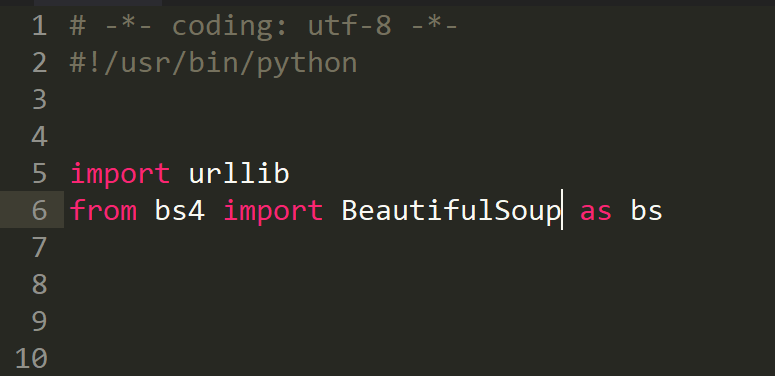 1 # -*- coding: utf-8 -*-
2 #!/usr/bin/python
3
4
5 import urllib
6 from bs4 import BeautifulSoup as bs
7
8
9
10